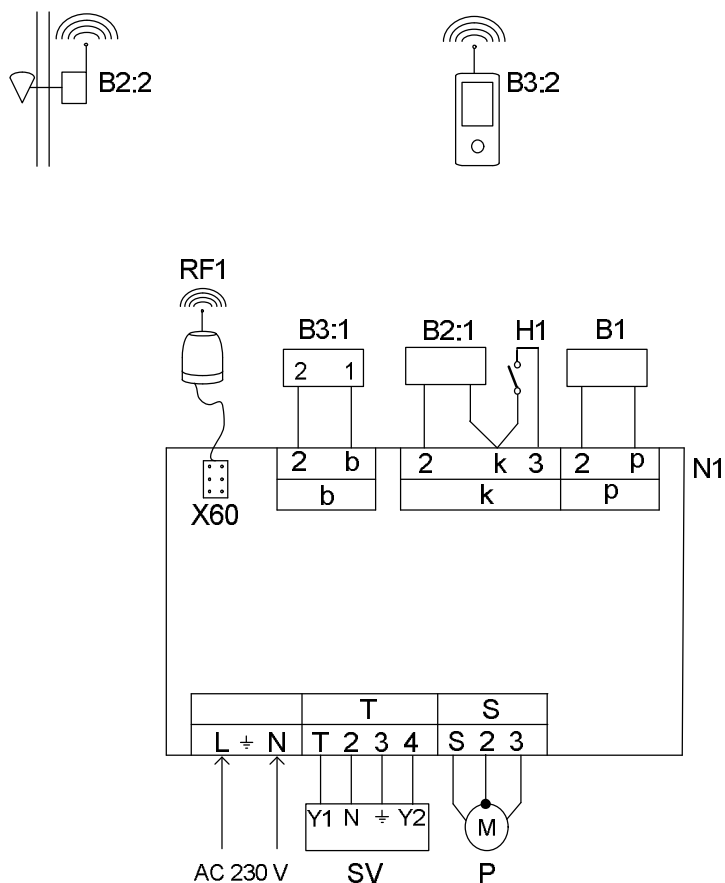 B2:2 B3:2
RF1
B3:1 B2:1 H1 B1
2 1
2 b 2 k 3 2 p N1
b k p
X60
T S
L N T 2 3 4 S 2 3
Y1 N Y2 M
AC 230 V SV P